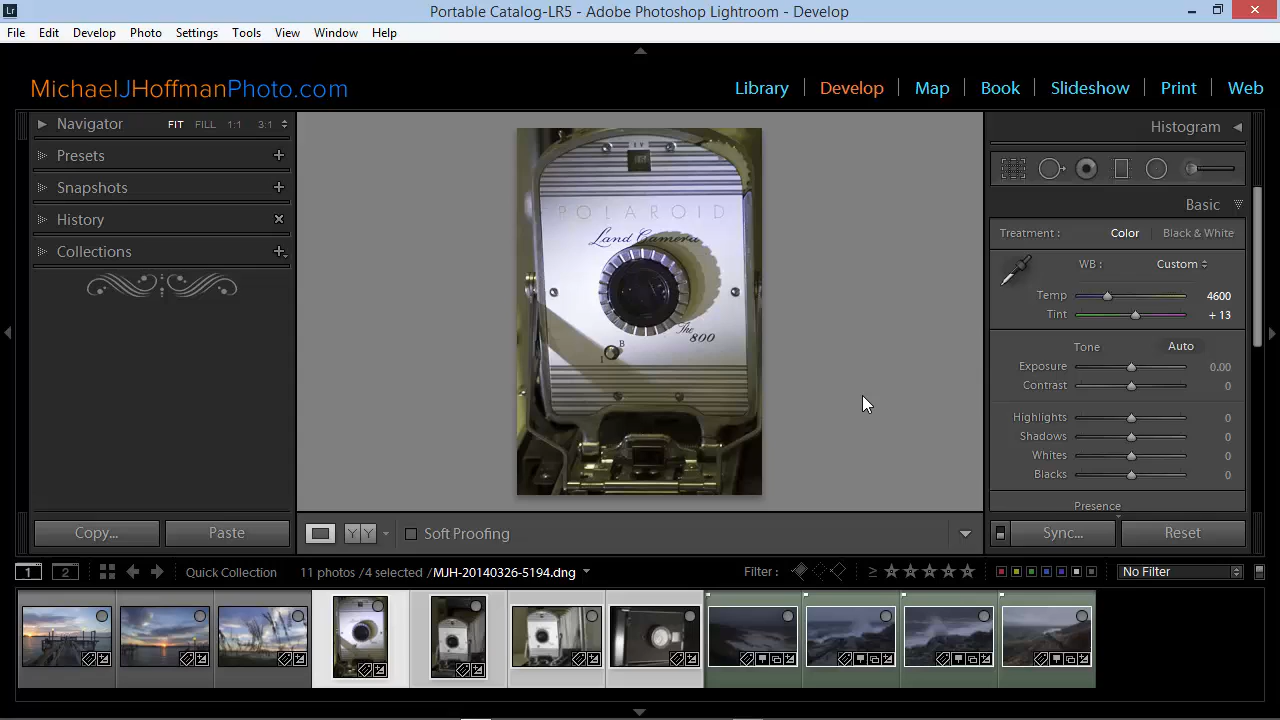 Lr Portable Catalog-LR5 - Adobe Photoshop Lightroom - Develop
File Edit Develop Photo Settings Tools View Window Help
MichaelJHoffmanPhoto.com Library Develop Map Book Slideshow Print Web
Navigator FIT FILL 1:1 3:1
Presets
Snapshots
History
Collections
Copy... Paste
EV
POLAROID
Land Camera
The 800
B
I
Histogram
Basic
Treatment : Color Black & White
WB : Custom
Temp 4600
Tint + 13
Tone Auto
Exposure 0.00
Contrast 0
Highlights 0
Shadows 0
Whites 0
Blacks 0
Presence
Sync... Reset
YY Soft Proofing
1 2 Quick Collection 11 photos /4 selected /MJH-20140326-5194.dng Filter : ≥ No Filter